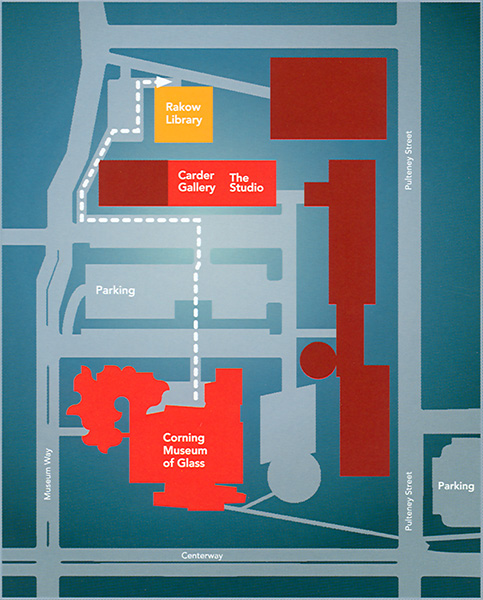 Rakow
Library
Pulteney Street
Carder
Gallery
The
Studio
Parking
Corning
Museum
of Glass
Museum Way
Pulteney Street
Parking
Centerway